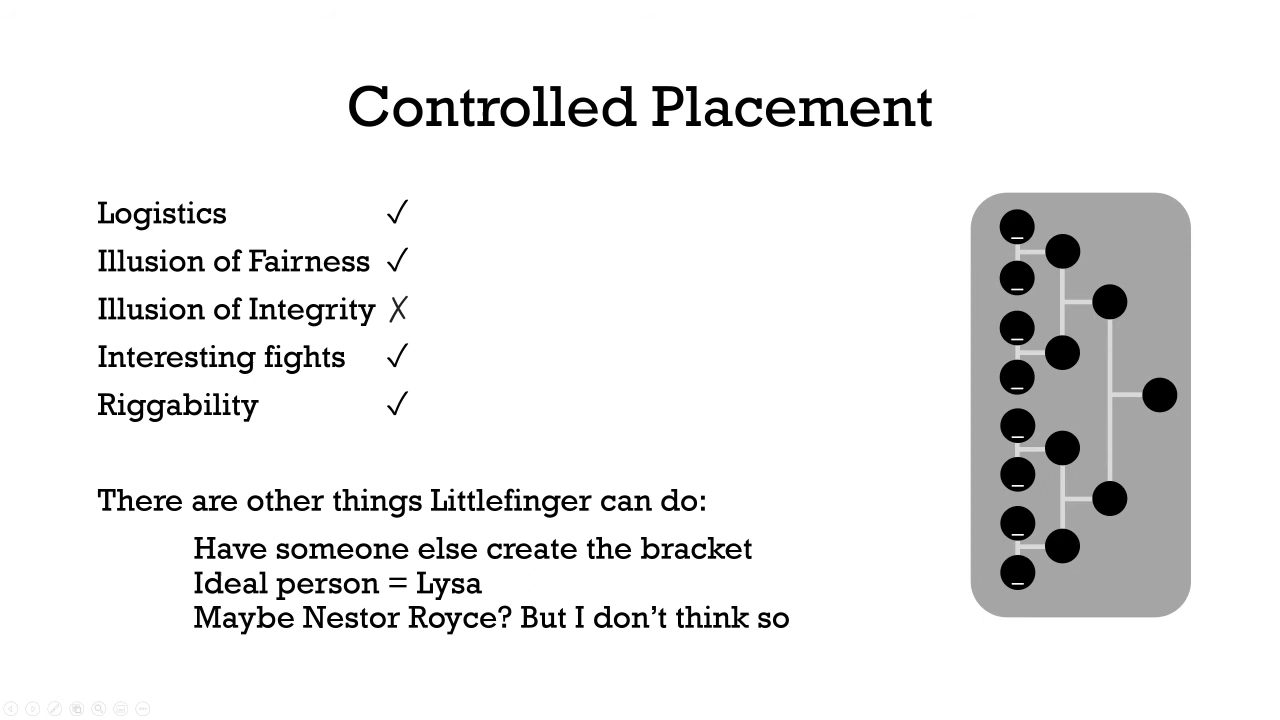 Controlled Placement
Logistics ✓
Illusion of Fairness ✓
Illusion of Integrity X
Interesting fights ✓
Riggability ✓
There are other things Littlefinger can do:
Have someone else create the bracket
Ideal person = Lysa
Maybe Nestor Royce? But I don't think so